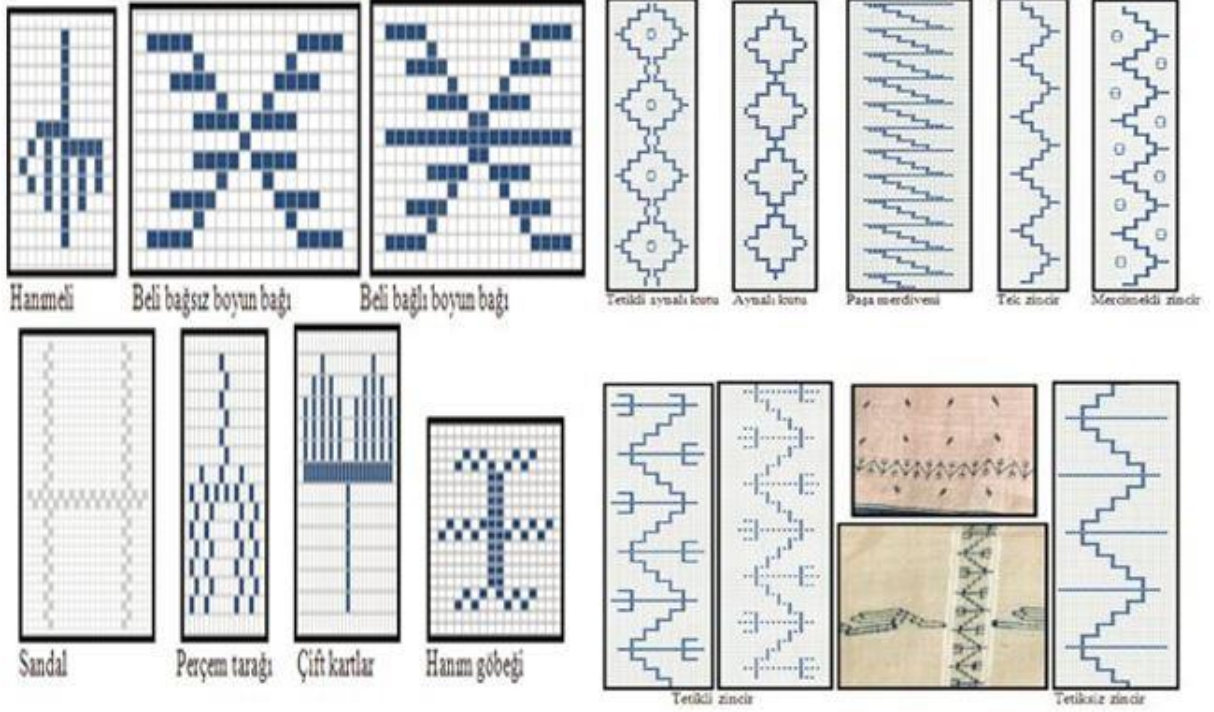 Hanımeli
Beli bağsız boyun bağı
Beli bağlı boyun bağı
Tetikli aynalı kutu
Aynalı kutu
Paşa merdiveni
Tek zincir
Mercimekli zincir
Sandal
Perçem tarağı
Çift kartlar
Hanım göbeği
Tetikli zincir
Tetiksiz zincir